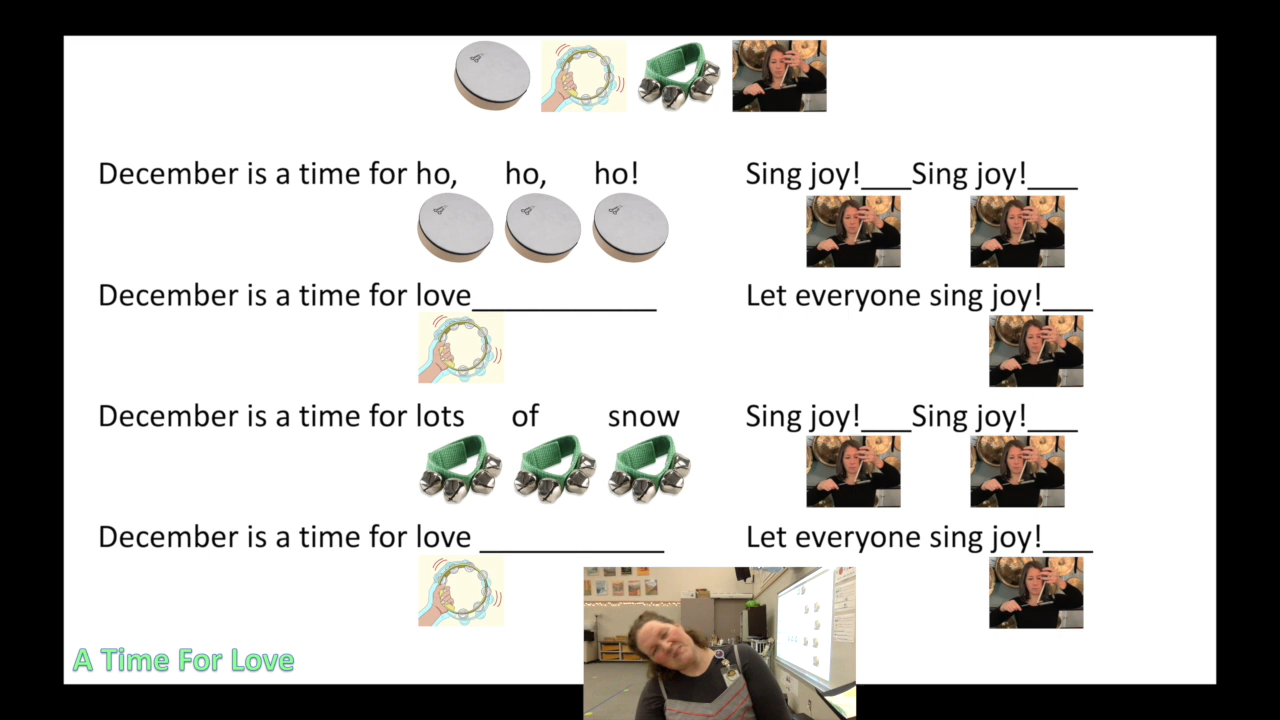 December is a time for ho, ho, ho!
Sing joy!___Sing joy!___
December is a time for love___________
Let everyone sing joy!___
December is a time for lots of snow
Sing joy!___Sing joy!___
December is a time for love ___________
Let everyone sing joy!___
A Time For Love